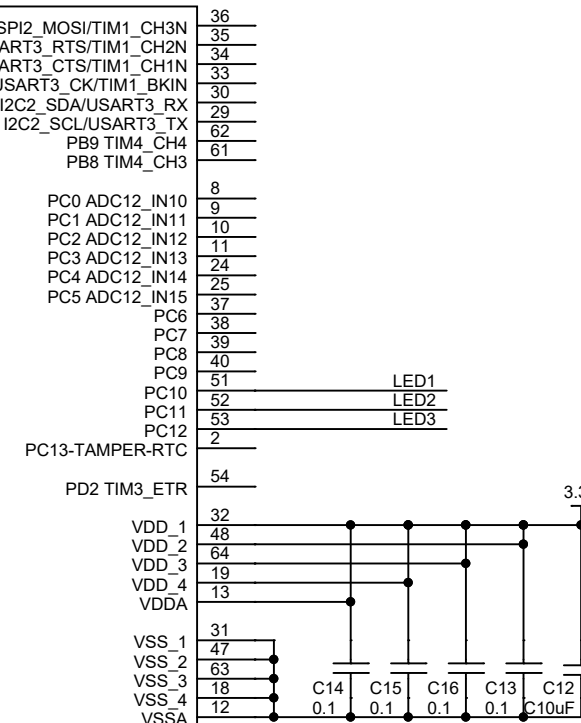 SPI2_MOSI/TIM1_CH3N 36
ART3_RTS/TIM1_CH2N 35
ART3_CTS/TIM1_CH1N 34
USART3_CK/TIM1_BKIN 33
I2C2_SDA/USART3_RX 30
I2C2_SCL/USART3_TX 29
PB9 TIM4_CH4 62
PB8 TIM4_CH3 61
PC0 ADC12_IN10 8
PC1 ADC12_IN11 9
PC2 ADC12_IN12 10
PC3 ADC12_IN13 11
PC4 ADC12_IN14 24
PC5 ADC12_IN15 25
PC6 37
PC7 38
PC8 39
PC9 40
PC10 51 LED1
PC11 52 LED2
PC12 53 LED3
PC13-TAMPER-RTC 2
PD2 TIM3_ETR 54
3.3
VDD_1 32
VDD_2 48
VDD_3 64
VDD_4 19
VDDA 13
VSS_1 31
VSS_2 47
VSS_3 63
VSS_4 18
VSSA 12
C14 C15 C16 C13 C12
0.1 0.1 0.1 0.1 C10uF